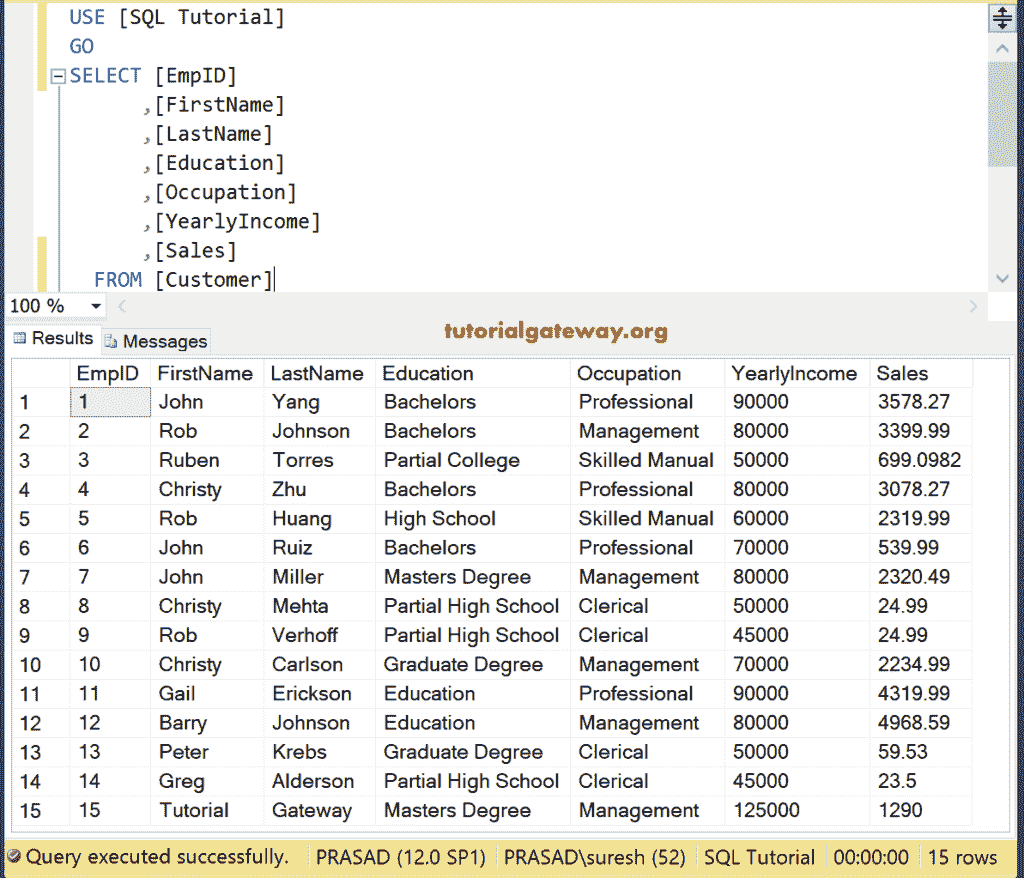 USE [SQL Tutorial]
GO
SELECT [EmpID]
,[FirstName]
,[LastName]
,[Education]
,[Occupation]
,[YearlyIncome]
,[Sales]
FROM [Customer]
100 %
tutorialgateway.org
Results Messages
EmpID FirstName LastName Education Occupation YearlyIncome Sales
1 1 John Yang Bachelors Professional 90000 3578.27
2 2 Rob Johnson Bachelors Management 80000 3399.99
3 3 Ruben Torres Partial College Skilled Manual 50000 699.0982
4 4 Christy Zhu Bachelors Professional 80000 3078.27
5 5 Rob Huang High School Skilled Manual 60000 2319.99
6 6 John Ruiz Bachelors Professional 70000 539.99
7 7 John Miller Masters Degree Management 80000 2320.49
8 8 Christy Mehta Partial High School Clerical 50000 24.99
9 9 Rob Verhoff Partial High School Clerical 45000 24.99
10 10 Christy Carlson Graduate Degree Management 70000 2234.99
11 11 Gail Erickson Education Professional 90000 4319.99
12 12 Barry Johnson Education Management 80000 4968.59
13 13 Peter Krebs Graduate Degree Clerical 50000 59.53
14 14 Greg Alderson Partial High School Clerical 45000 23.5
15 15 Tutorial Gateway Masters Degree Management 125000 1290
Query executed successfully. PRASAD (12.0 SP1) PRASAD\suresh (52) SQL Tutorial 00:00:00 15 rows